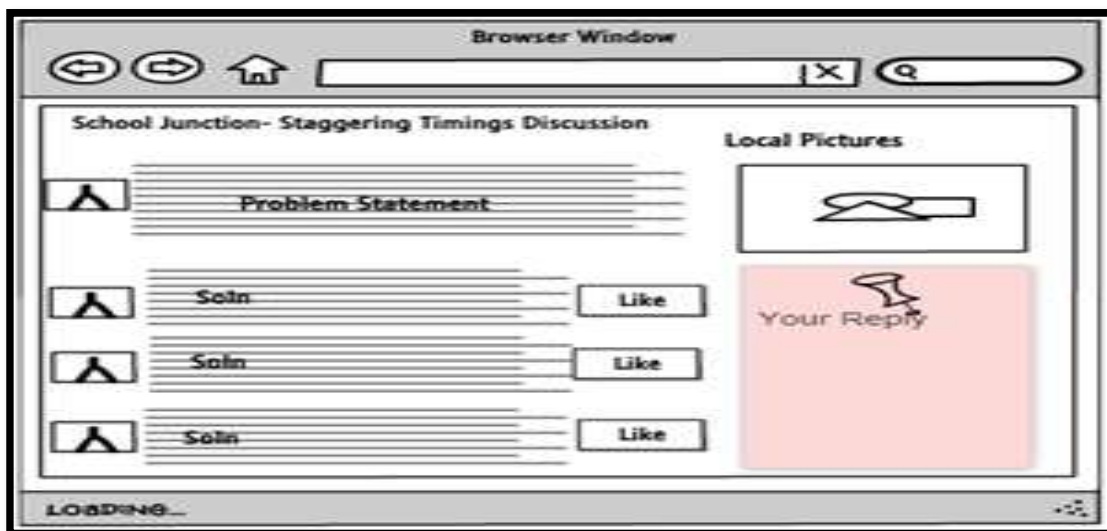 Browser Window
School Junction- Staggering Timings Discussion
Local Pictures
Problem Statement
Soln
Like
Your Reply
Soln
Like
Soln
Like
LOADING...